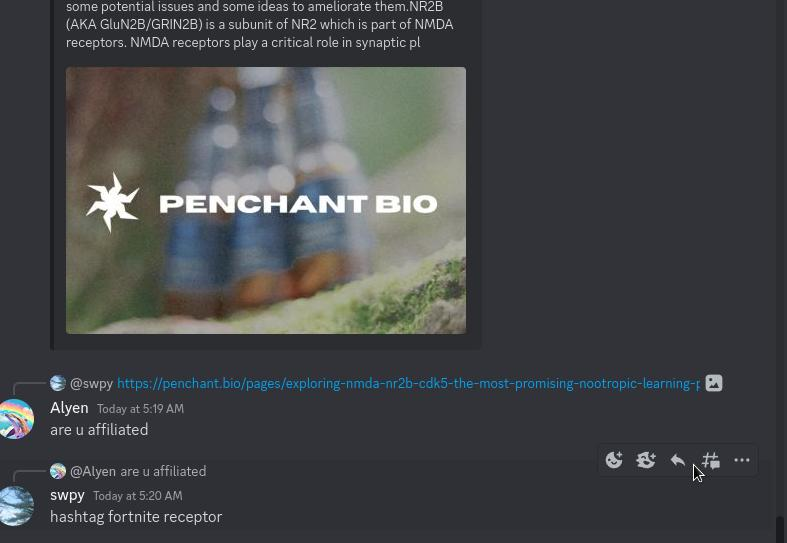 some potential issues and some ideas to ameliorate them.NR2B
(AKA GluN2B/GRIN2B) is a subunit of NR2 which is part of NMDA
receptors. NMDA receptors play a critical role in synaptic pl
PENCHANT BIO
@swpy https://penchant.bio/pages/exploring-nmda-nr2b-cdk5-the-most-promising-nootropic-learning-p
Alyen Today at 5:19 AM
are u affiliated
@Alyen are u affiliated
swpy Today at 5:20 AM
hashtag fortnite receptor